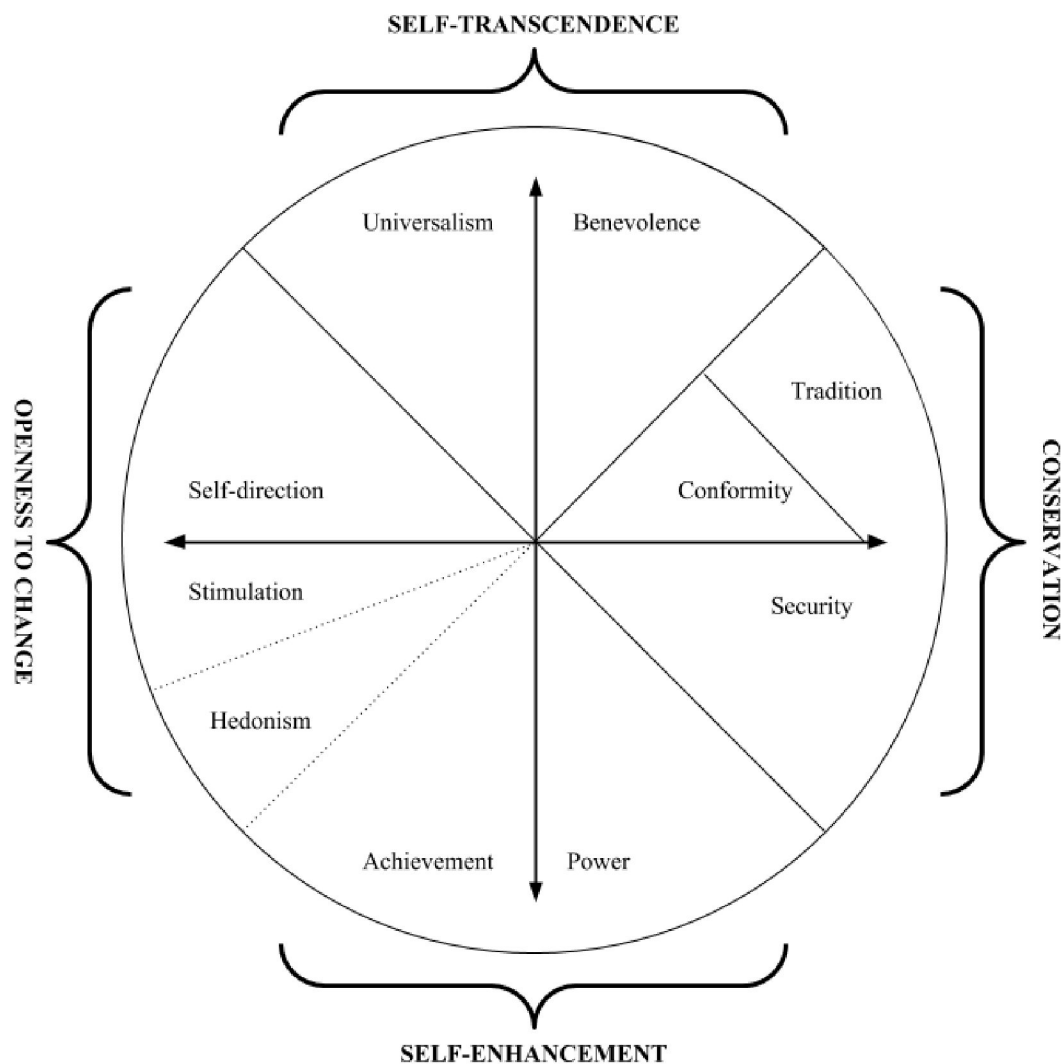 SELF-TRANSCENDENCE
Universalism
Benevolence
Tradition
OPENNESS TO CHANGE
Self-direction
Conformity
CONSERVATION
Stimulation
Security
Hedonism
Achievement
Power
SELF-ENHANCEMENT